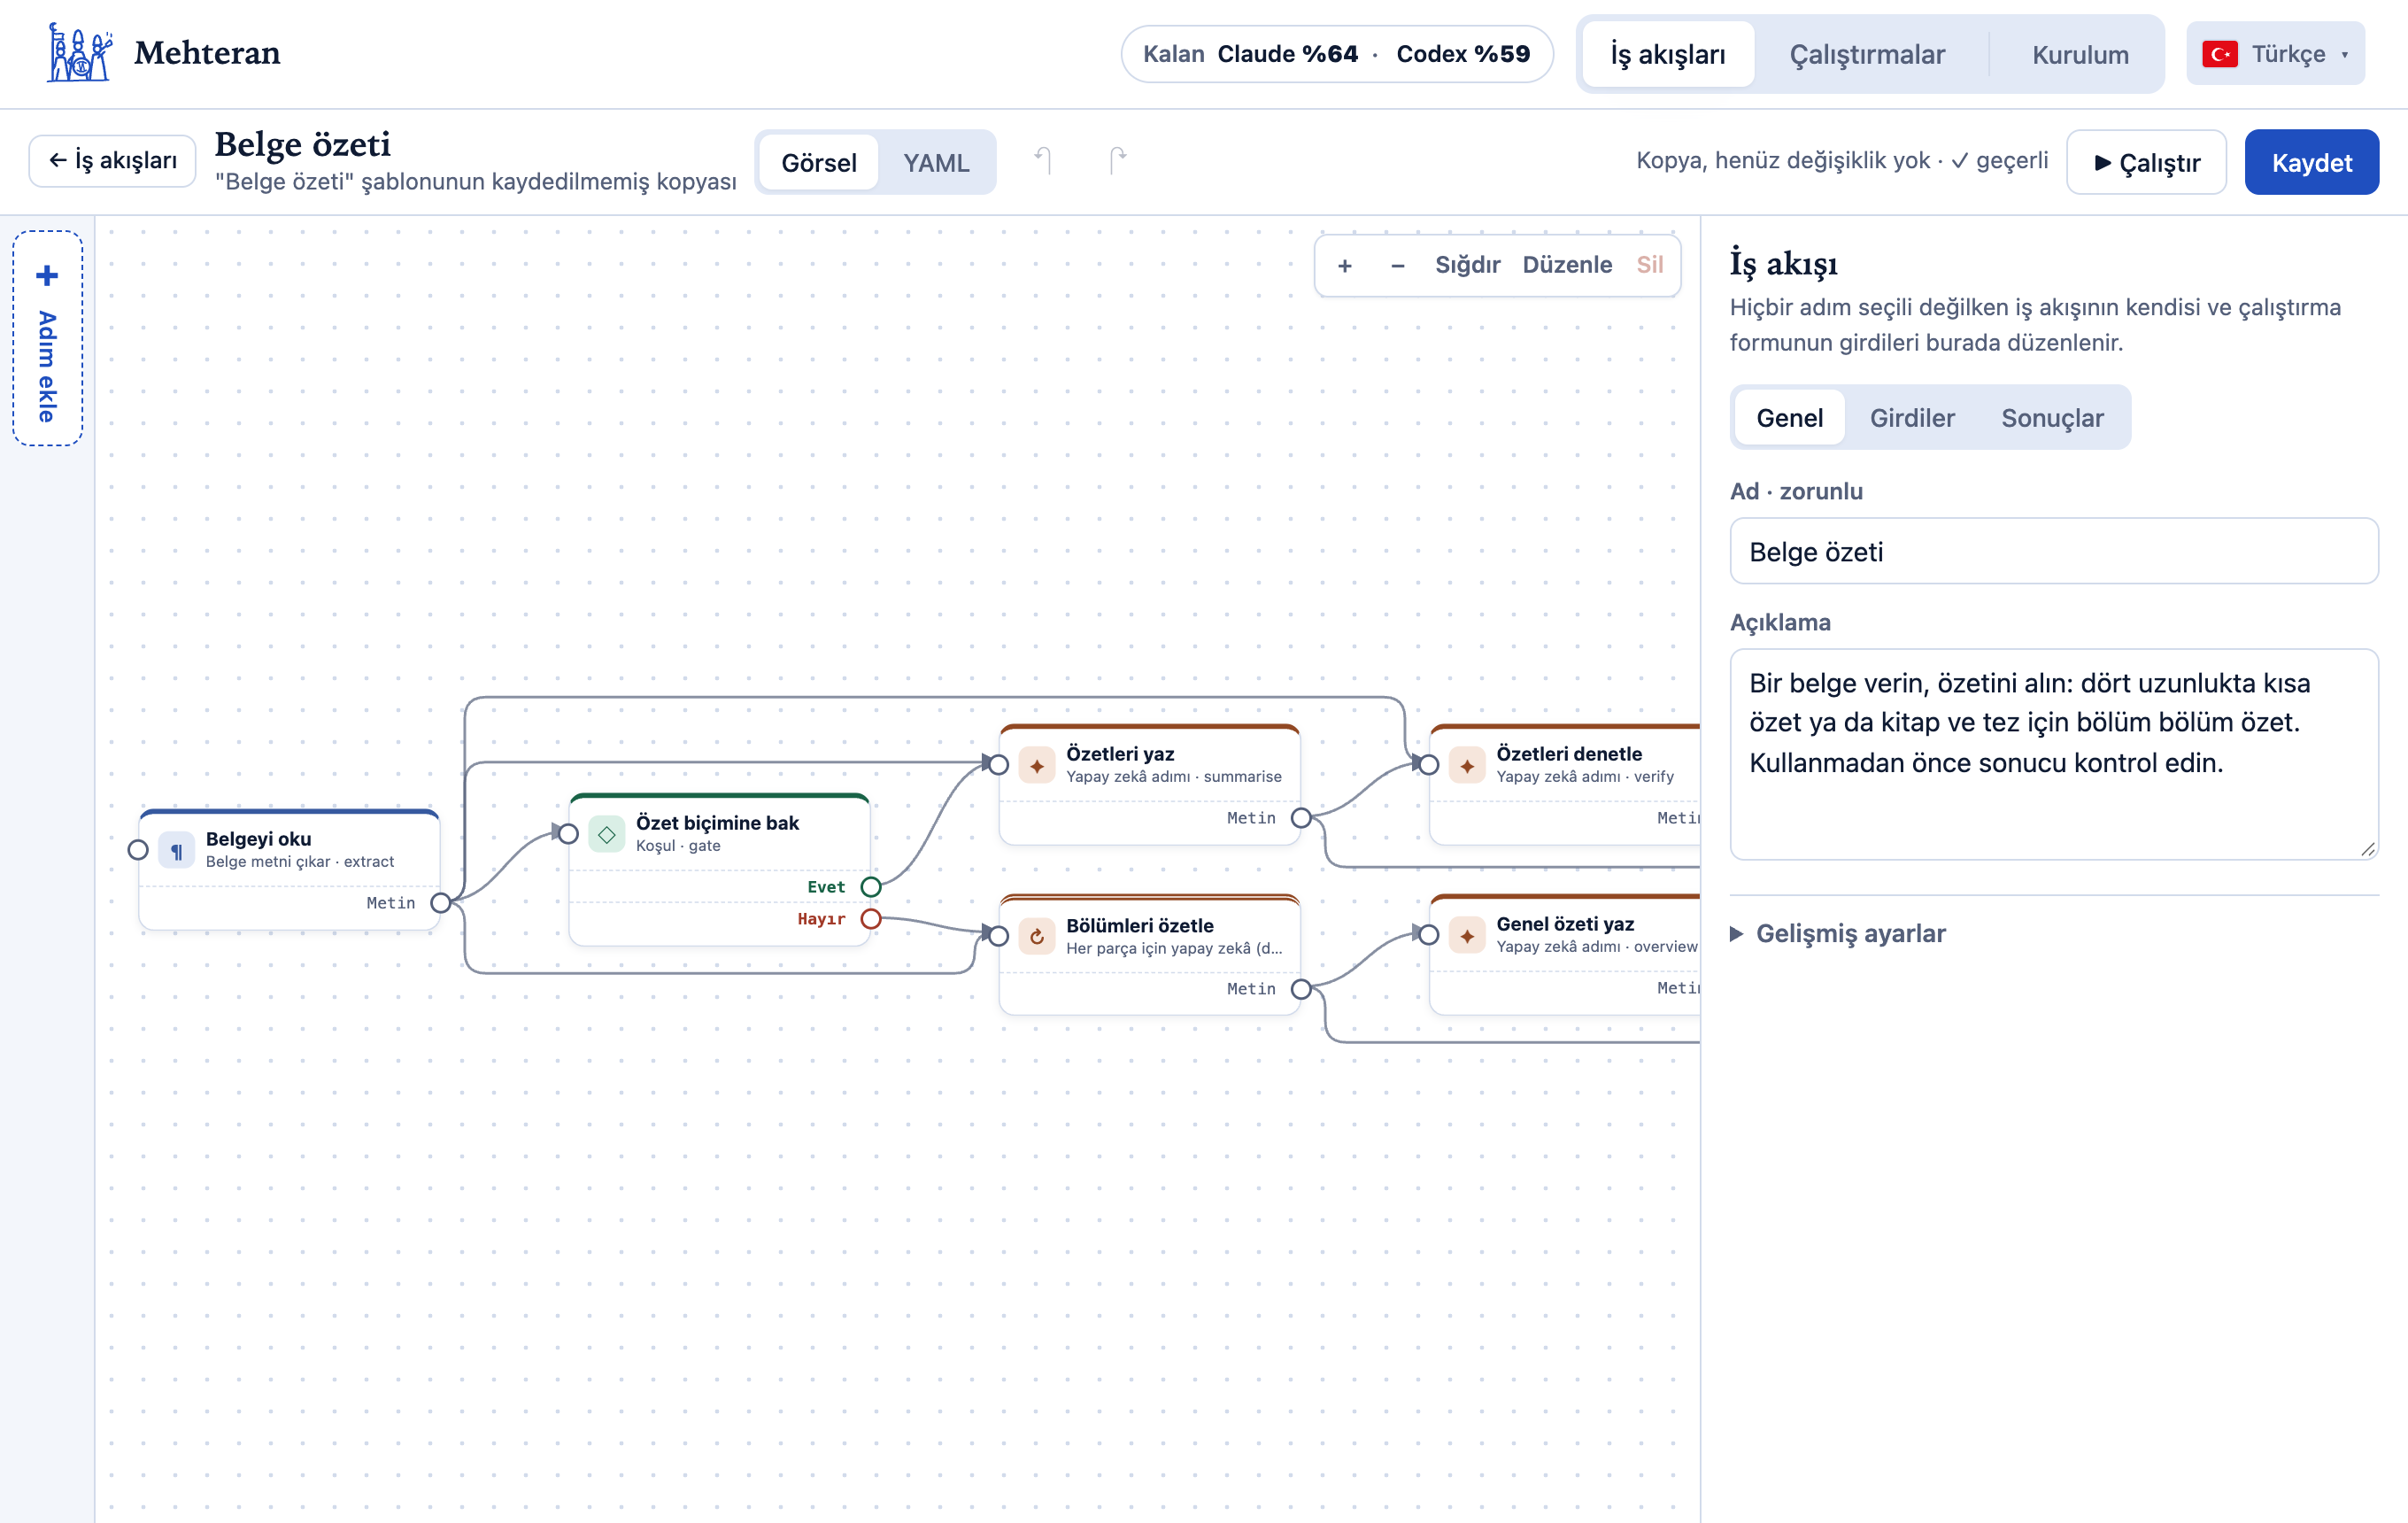 Mehteran
Kalan Claude %64 · Codex %59
İş akışları
Çalıştırmalar
Kurulum
Türkçe
← İş akışları
Belge özeti
"Belge özeti" şablonunun kaydedilmemiş kopyası
Görsel
YAML
Kopya, henüz değişiklik yok · ✓ geçerli
▶ Çalıştır
Kaydet
+ Adım ekle
+ − Sığdır Düzenle Sil
Belgeyi oku
Belge metni çıkar · extract
Metin
Özet biçimine bak
Koşul · gate
Evet
Hayır
Özetleri yaz
Yapay zekâ adımı · summarise
Metin
Bölümleri özetle
Her parça için yapay zekâ (d...
Metin
Özetleri denetle
Yapay zekâ adımı · verify
Genel özeti yaz
Yapay zekâ adımı · overview
İş akışı
Hiçbir adım seçili değilken iş akışının kendisi ve çalıştırma
formunun girdileri burada düzenlenir.
Genel
Girdiler
Sonuçlar
Ad · zorunlu
Belge özeti
Açıklama
Bir belge verin, özetini alın: dört uzunlukta kısa
özet ya da kitap ve tez için bölüm bölüm özet.
Kullanmadan önce sonucu kontrol edin.
▶ Gelişmiş ayarlar